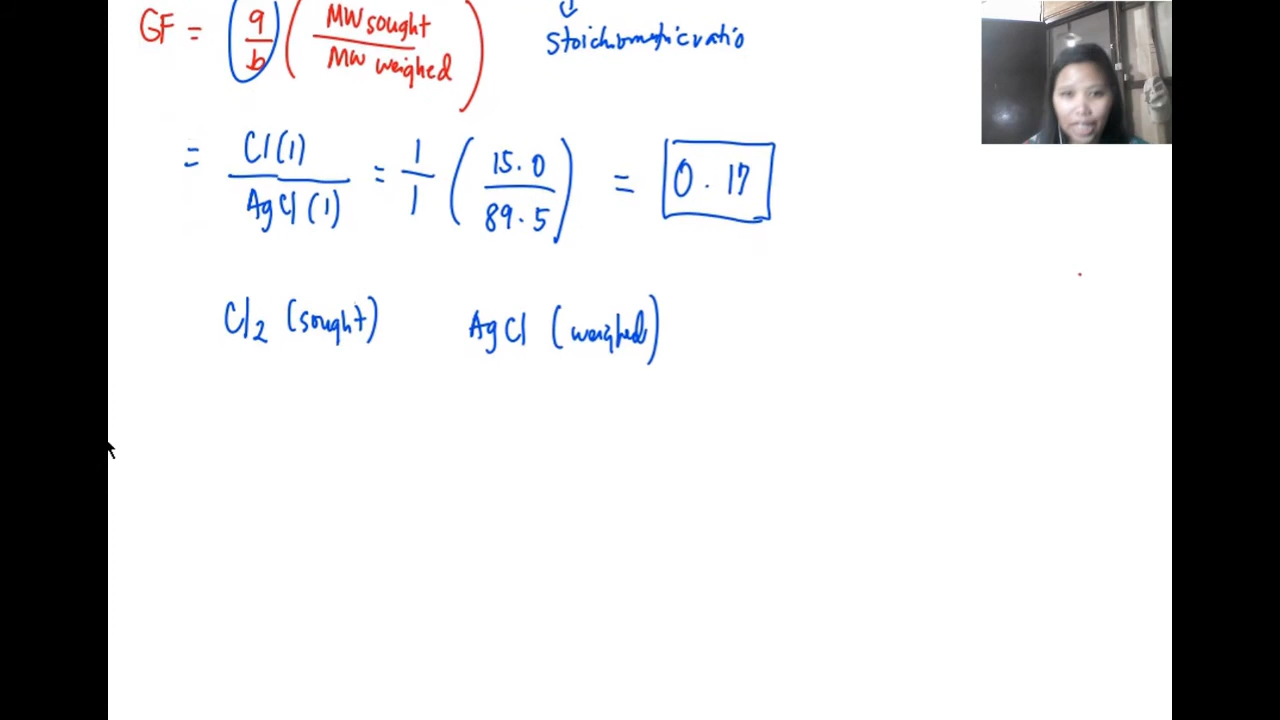 GF = a/b (MW sought / MW weighed) Stoichiometric ratio
= Cl(1) / AgCl(1) = 1/1 (15.0 / 89.5) = 0.17
Cl2 (sought) AgCl (weighed)